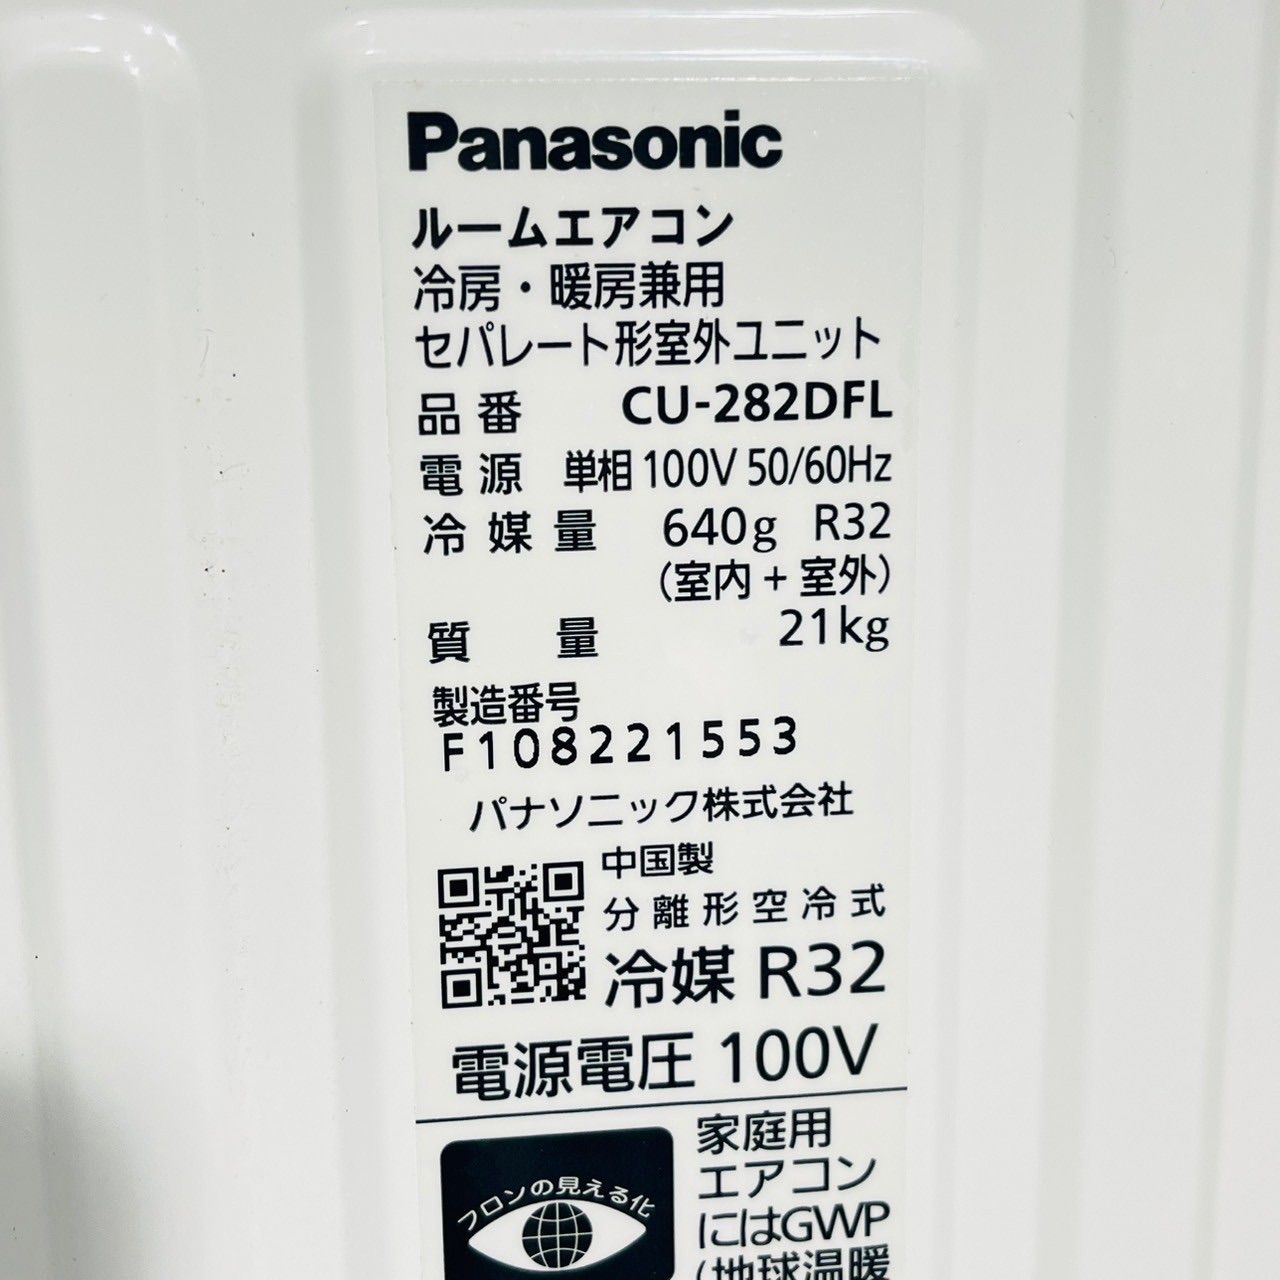 Panasonic
ルームエアコン
冷房・暖房兼用
セパレート形室外ユニット
品番 CU-282DFL
電源 単相 100V 50/60Hz
冷媒量 640g R32
(室内 + 室外)
質量 21kg
製造番号
F108221553
パナソニック株式会社
中国製
分離形空冷式
冷媒 R32
電源電圧 100V
フロンの見える化
家庭用
エアコン
にはGWP
(地球温暖